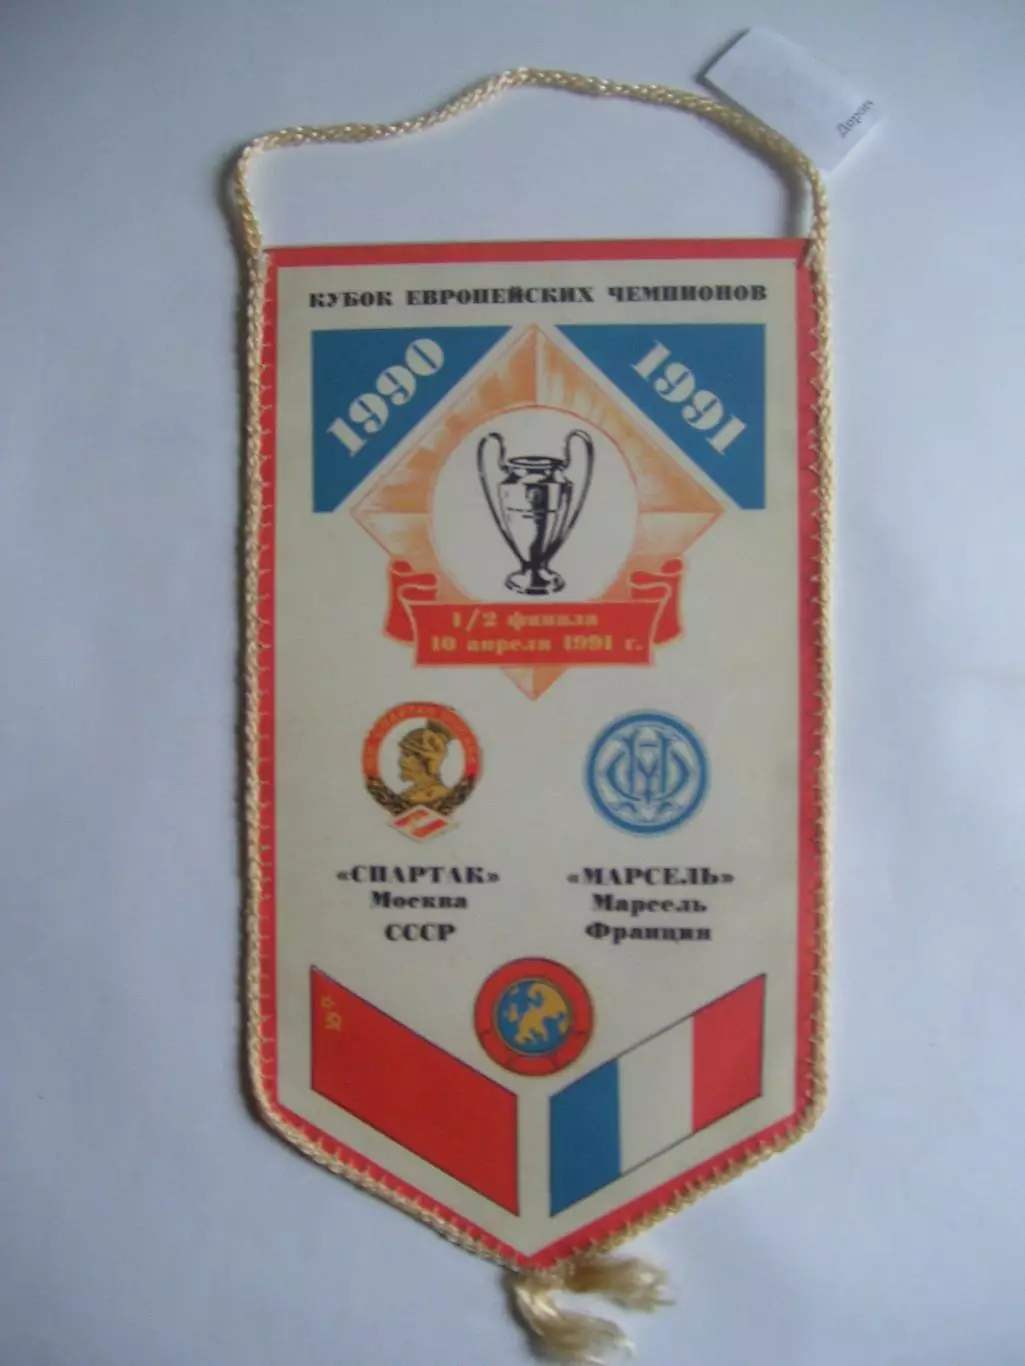 КУБОК ЕВРОПЕЙСКИХ ЧЕМПИОНОВ
1990
1991
1/2 финала
10 апреля 1991 г.
«СПАРТАК»
Москва
СССР
«МАРСЕЛЬ»
Марсель
Франция